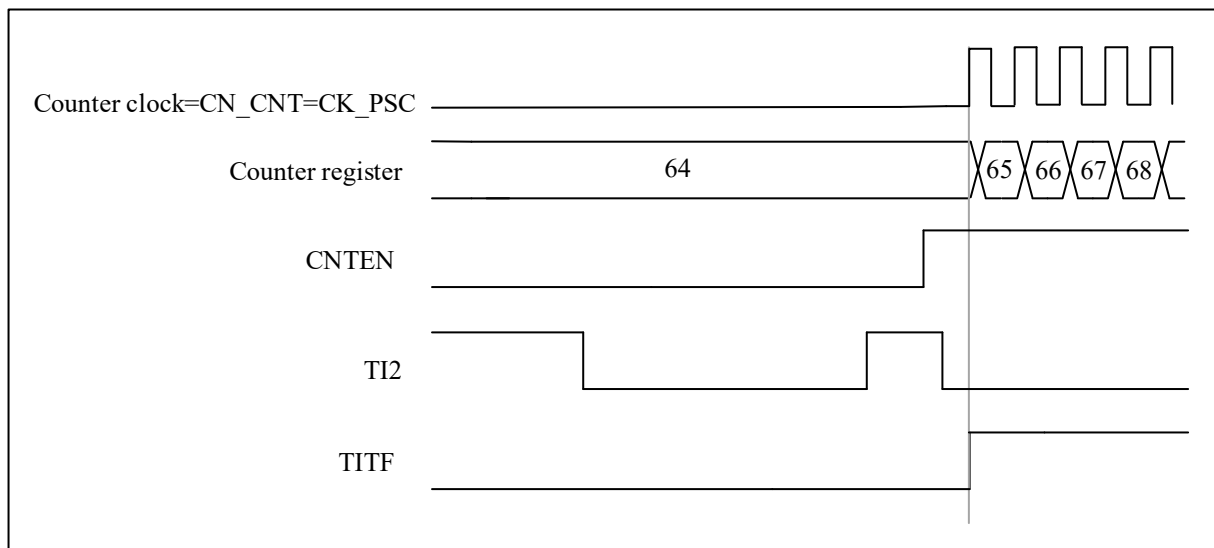 Counter clock=CN_CNT=CK_PSC
Counter register 64 65 66 67 68
CNTEN
TI2
TITF